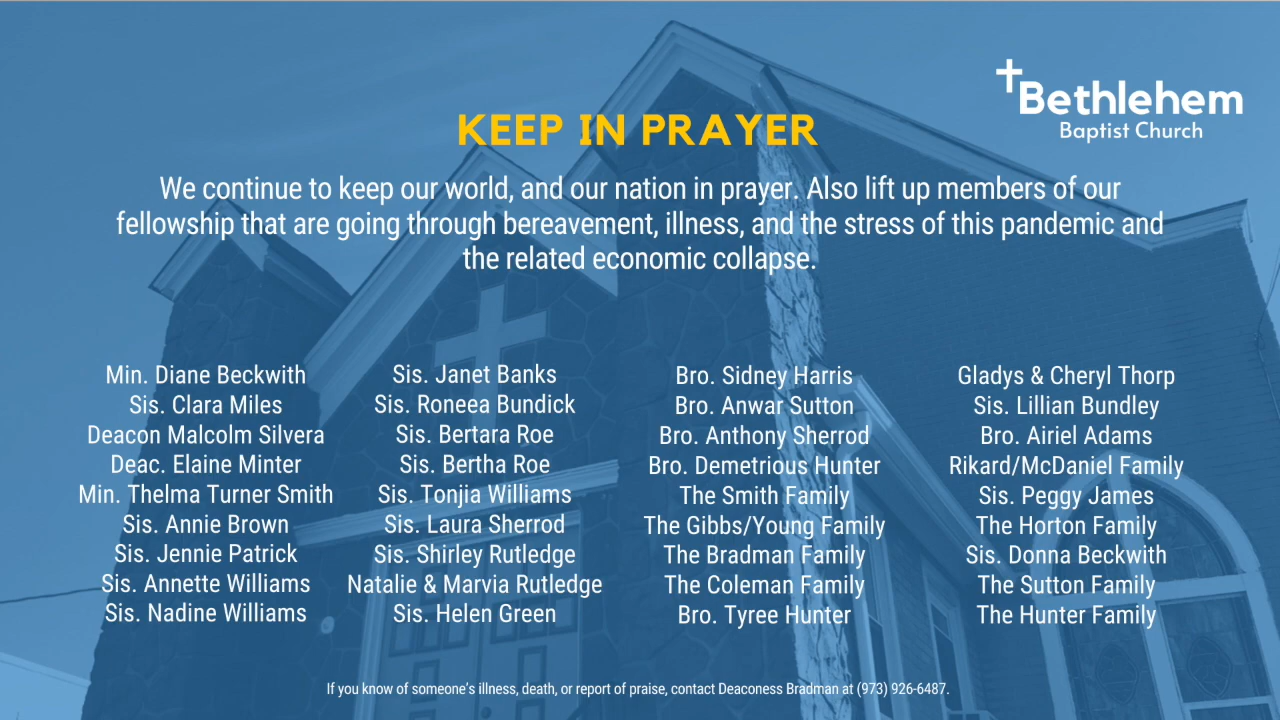 Bethlehem
Baptist Church
KEEP IN PRAYER
We continue to keep our world, and our nation in prayer. Also lift up members of our
fellowship that are going through bereavement, illness, and the stress of this pandemic and
the related economic collapse.
Min. Diane Beckwith
Sis. Clara Miles
Deacon Malcolm Silvera
Deac. Elaine Minter
Min. Thelma Turner Smith
Sis. Annie Brown
Sis. Jennie Patrick
Sis. Annette Williams
Sis. Nadine Williams
Sis. Janet Banks
Sis. Roneea Bundick
Sis. Bertara Roe
Sis. Bertha Roe
Sis. Tonjia Williams
Sis. Laura Sherrod
Sis. Shirley Rutledge
Natalie & Marvia Rutledge
Sis. Helen Green
Bro. Sidney Harris
Bro. Anwar Sutton
Bro. Anthony Sherrod
Bro. Demetrious Hunter
The Smith Family
The Gibbs/Young Family
The Bradman Family
The Coleman Family
Bro. Tyree Hunter
Gladys & Cheryl Thorp
Sis. Lillian Bundley
Bro. Airiel Adams
Rikard/McDaniel Family
Sis. Peggy James
The Horton Family
Sis. Donna Beckwith
The Sutton Family
The Hunter Family
If you know of someone's illness, death, or report of praise, contact Deaconess Bradman at (973) 926-6487.